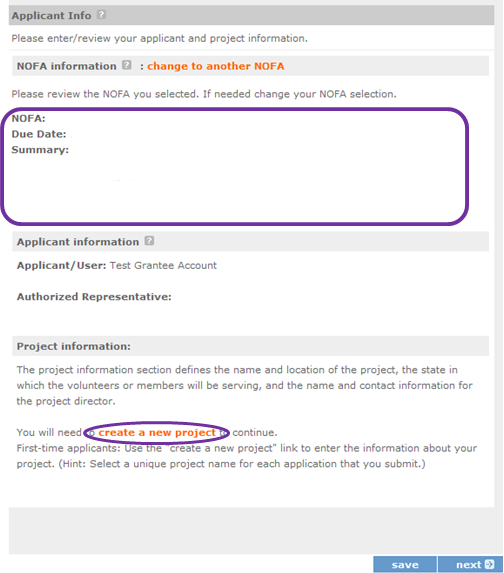 Applicant Info ?
Please enter/review your applicant and project information.
NOFA information ? : change to another NOFA
Please review the NOFA you selected. If needed change your NOFA selection.
NOFA:
Due Date:
Summary:
Applicant information ?
Applicant/User: Test Grantee Account
Authorized Representative:
Project information:
The project information section defines the name and location of the project, the state in
which the volunteers or members will be serving, and the name and contact information for
the project director.
You will need to create a new project to continue.
First-time applicants: Use the "create a new project" link to enter the information about your
project. (Hint: Select a unique project name for each application that you submit.)
save next